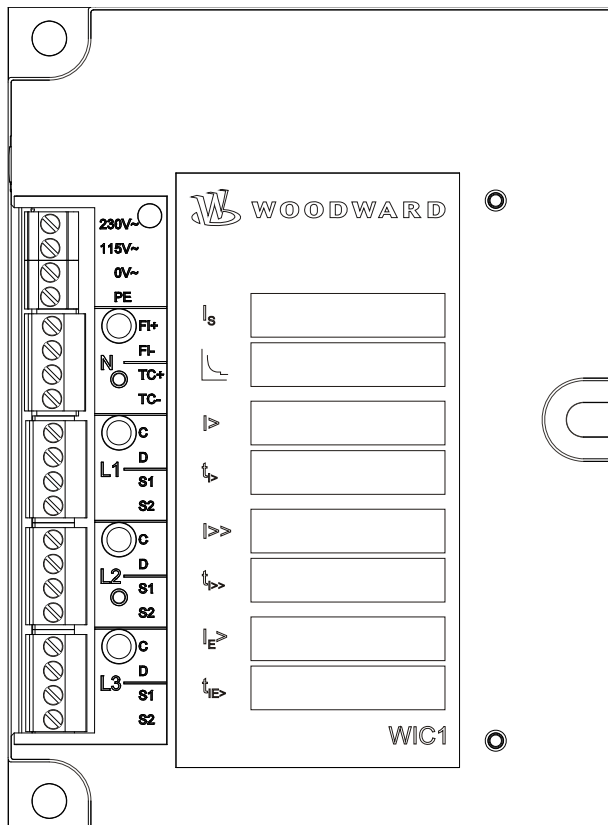 WOODWARD
230V~
115V~
0V~
PE
FI+
FI-
N
TC+
TC-
C
D
L1
S1
S2
C
D
L2
S1
S2
C
D
L3
S1
S2
IS
I>
tI>
I>>
tI>>
IE>
tIE>
WIC1